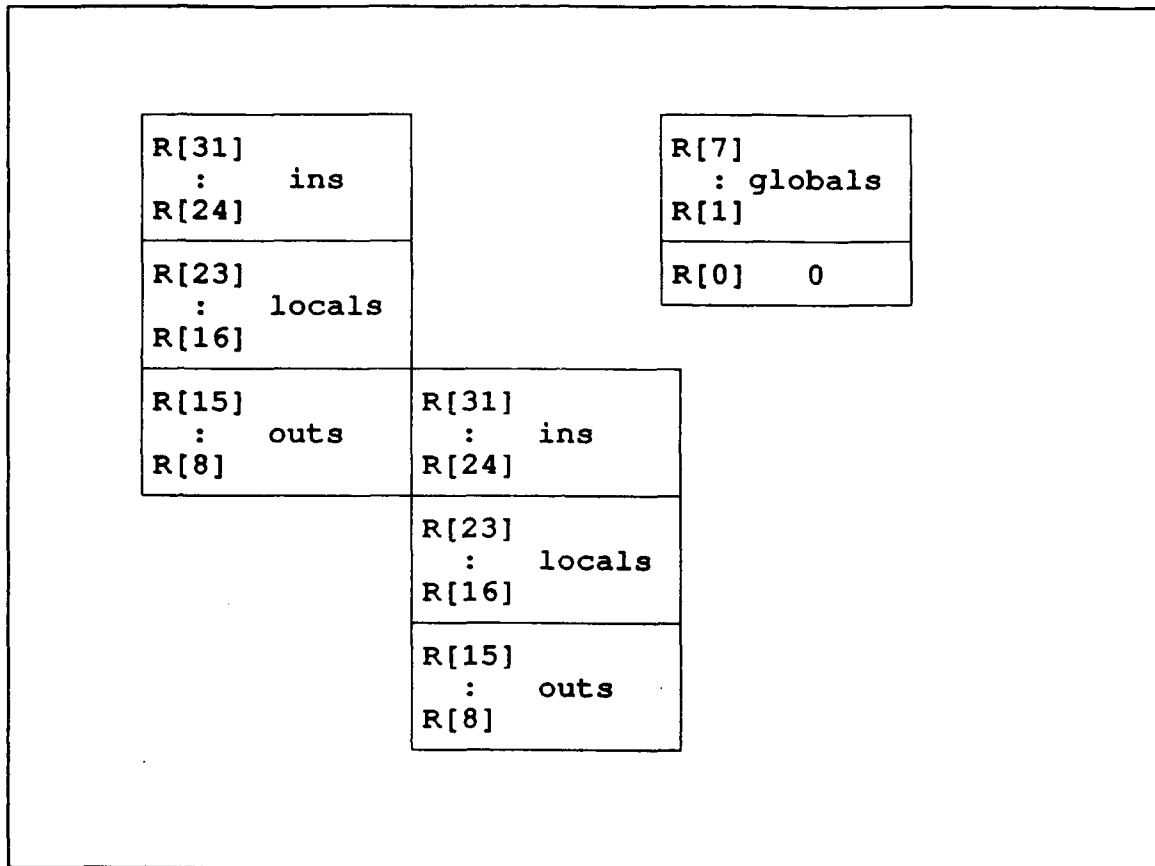 R[31]
: ins
R[24]
R[23]
: locals
R[16]
R[15]
: outs
R[8]
R[31]
: ins
R[24]
R[23]
: locals
R[16]
R[15]
: outs
R[8]
R[7]
: globals
R[1]
R[0] 0